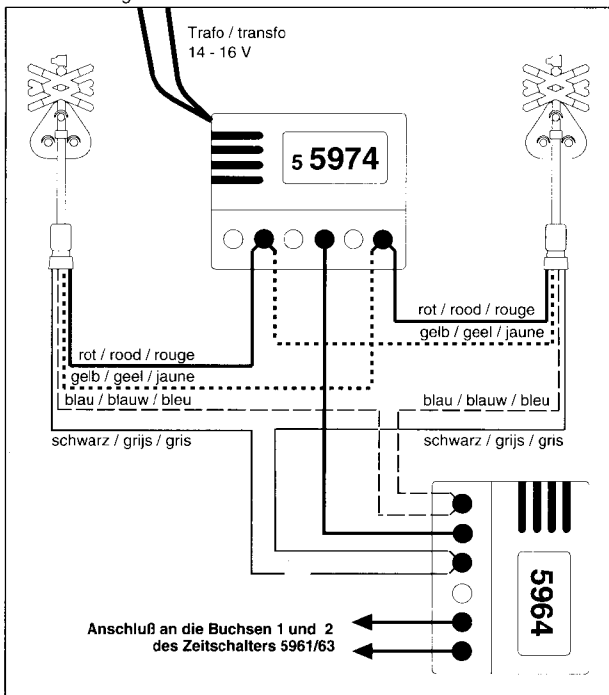 Trafo / transfo
14 - 16 V
5 5974
rot / rood / rouge
gelb / geel / jaune
rot / rood / rouge
gelb / geel / jaune
blau / blauw / bleu
blau / blauw / bleu
schwarz / grijs / gris
schwarz / grijs / gris
5964
Anschluß an die Buchsen 1 und 2
des Zeitschalters 5961/63